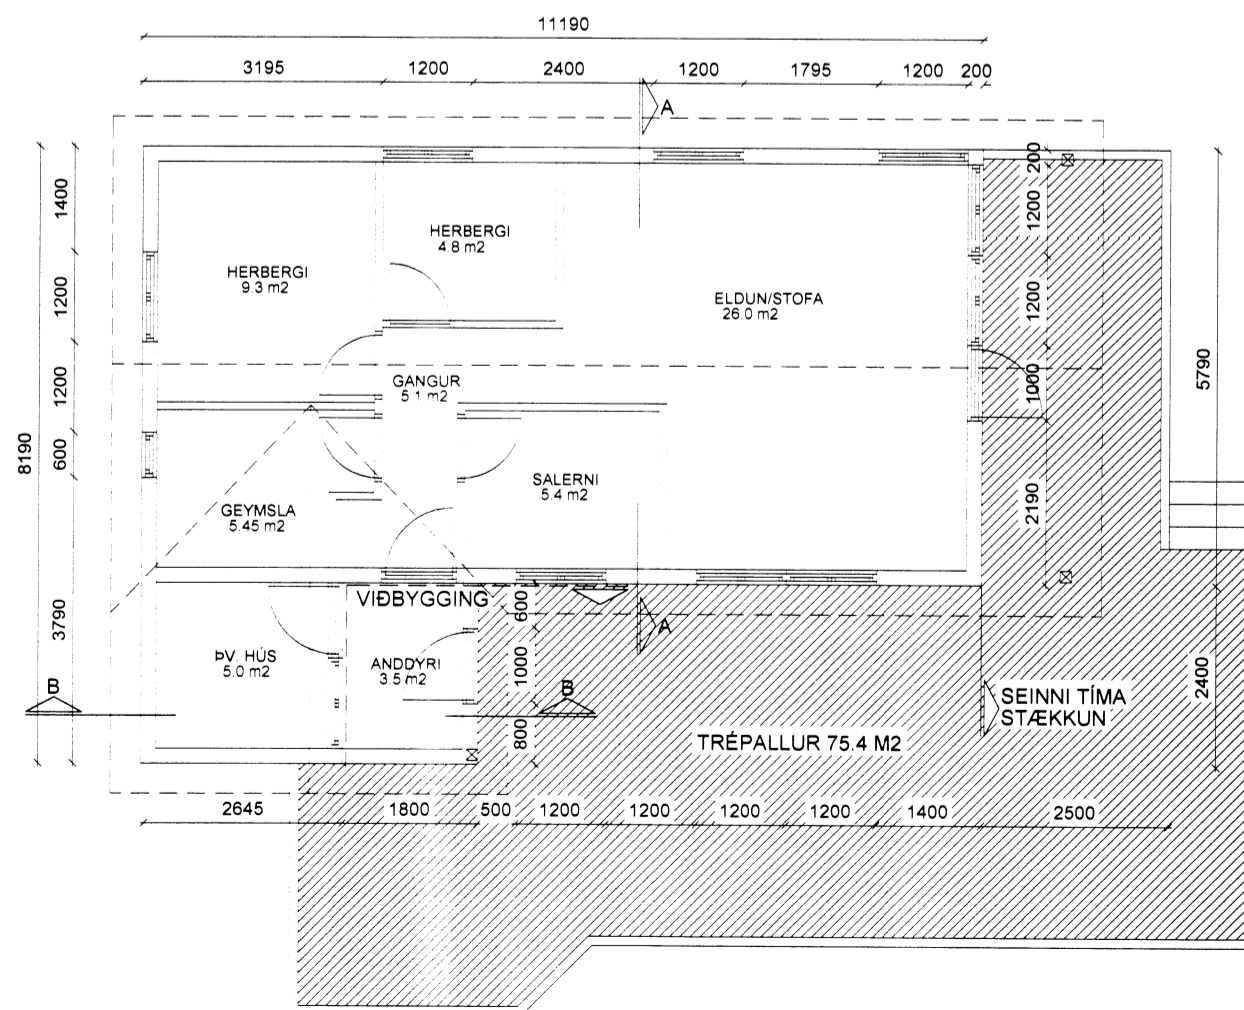 11190
3195
1200
2400
1200
1795
1200
200
A
8190
1400
1200
1200
600
3790
200
1200
1200
1000
2190
5790
2400
HERBERGI
9.3 m2
HERBERGI
4.8 m2
ELDUN/STOFA
26.0 m2
GANGUR
5.1 m2
SALERNI
5.4 m2
GEYMSLA
5.45 m2
VIÐBYGGING
600
1000
800
A
ÞV. HÚS
5.0 m2
ANDDYRI
3.5 m2
B
B
SEINNI TÍMA
STÆKKUN
TRÉPALLUR 75.4 M2
2645
1800
500
1200
1200
1200
1200
1400
2500